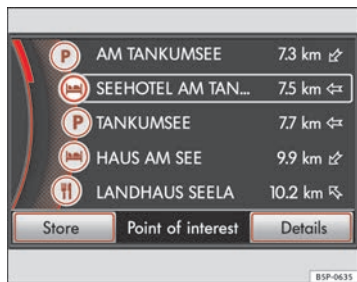 P AM TANKUMSEE 7.3 km
SEEHOTEL AM TAN... 7.5 km
P TANKUMSEE 7.7 km
HAUS AM SEE 9.9 km
LANDHAUS SEELA 10.2 km
Store Point of interest Details
B5P-0635